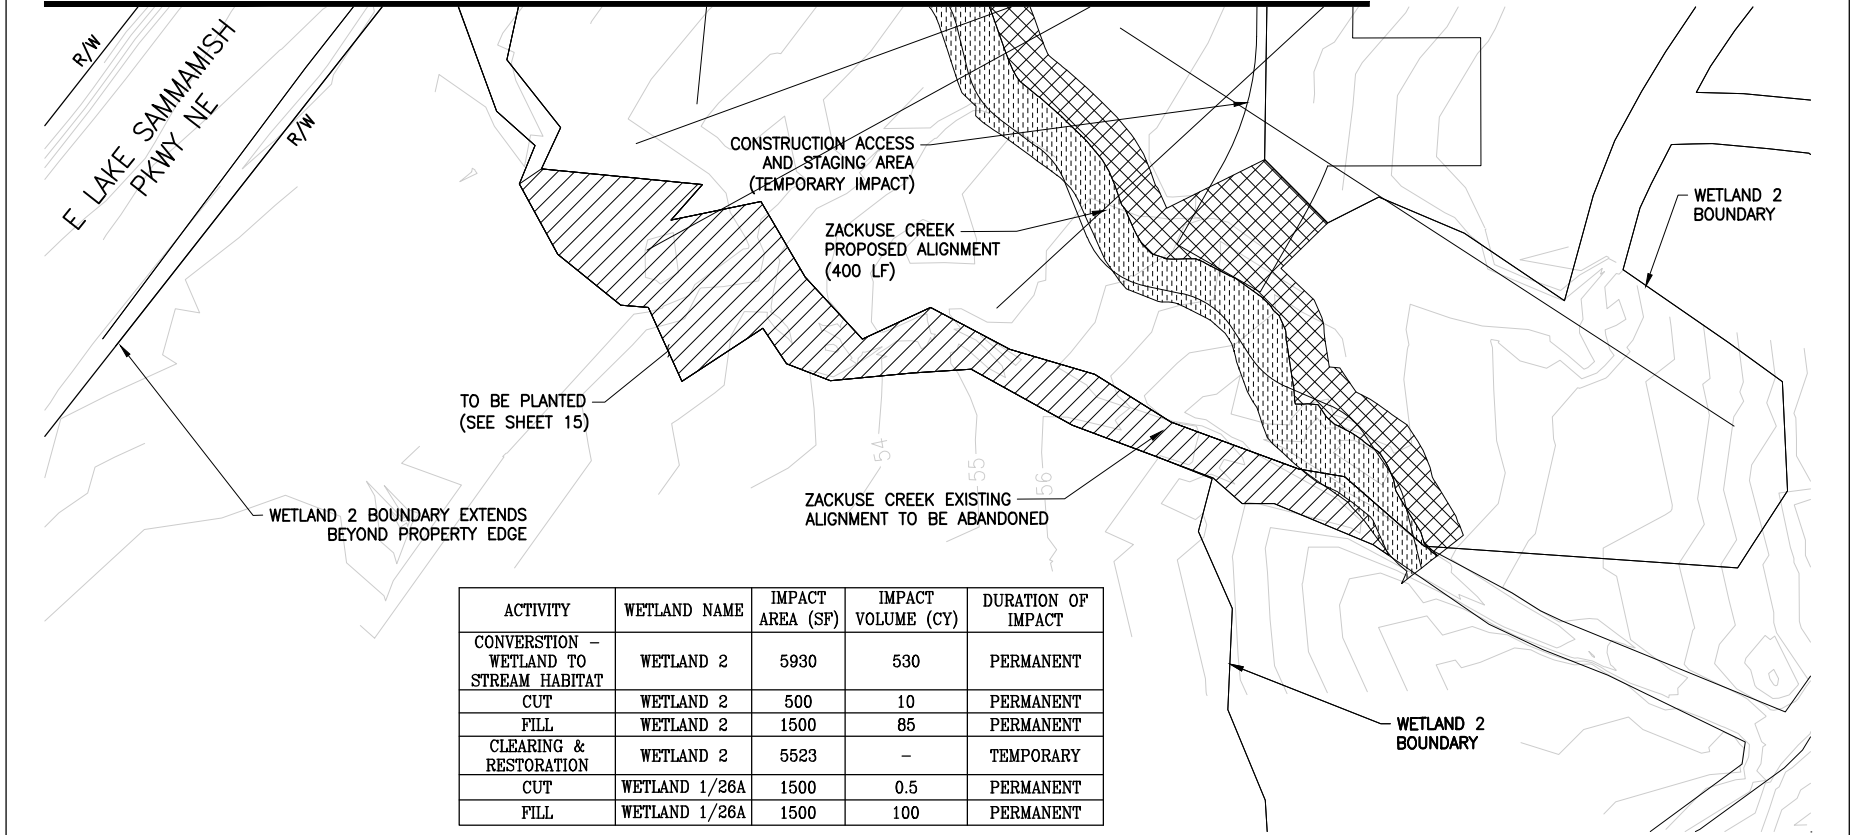 R/W
E LAKE SAMMAMISH
PKWY NE
R/W
CONSTRUCTION ACCESS
AND STAGING AREA
(TEMPORARY IMPACT)
ZACKUSE CREEK
PROPOSED ALIGNMENT
(400 LF)
WETLAND 2
BOUNDARY
TO BE PLANTED
(SEE SHEET 15)
54
55
56
ZACKUSE CREEK EXISTING
ALIGNMENT TO BE ABANDONED
WETLAND 2 BOUNDARY EXTENDS
BEYOND PROPERTY EDGE
WETLAND 2
BOUNDARY
ACTIVITY WETLAND NAME IMPACT AREA (SF) IMPACT VOLUME (CY) DURATION OF IMPACT
CONVERSTION - WETLAND TO STREAM HABITAT WETLAND 2 5930 530 PERMANENT
CUT WETLAND 2 500 10 PERMANENT
FILL WETLAND 2 1500 85 PERMANENT
CLEARING & RESTORATION WETLAND 2 5523 - TEMPORARY
CUT WETLAND 1/26A 1500 0.5 PERMANENT
FILL WETLAND 1/26A 1500 100 PERMANENT